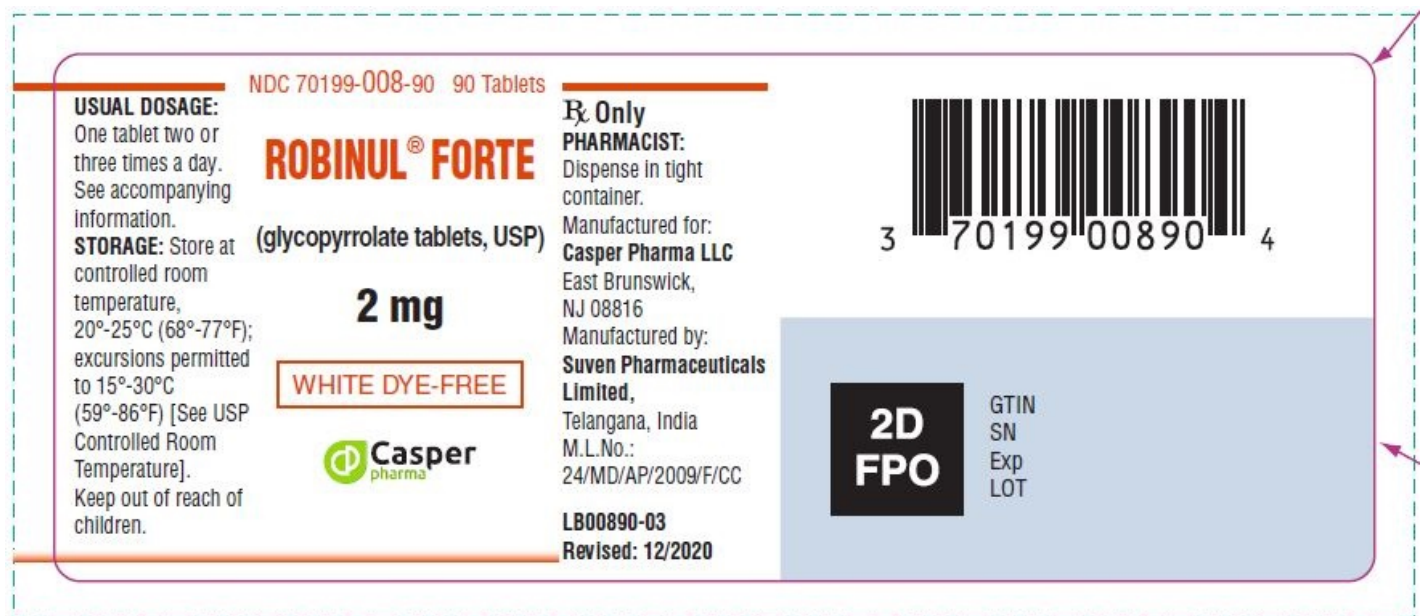 USUAL DOSAGE:
One tablet two or
three times a day.
See accompanying
information.
STORAGE: Store at
controlled room
temperature,
20°-25°C (68°-77°F);
excursions permitted
to 15°-30°C
(59°-86°F) [See USP
Controlled Room
Temperature].
Keep out of reach of
children.
NDC 70199-008-90 90 Tablets
ROBINUL® FORTE
(glycopyrrolate tablets, USP)
2 mg
WHITE DYE-FREE
Casper
pharma
Rx Only
PHARMACIST:
Dispense in tight
container.
Manufactured for:
Casper Pharma LLC
East Brunswick,
NJ 08816
Manufactured by:
Suven Pharmaceuticals
Limited,
Telangana, India
M.L.No.:
24/MD/AP/2009/F/CC
LB00890-03
Revised: 12/2020
3 70199 00890 4
2D
FPO
GTIN
SN
Exp
LOT